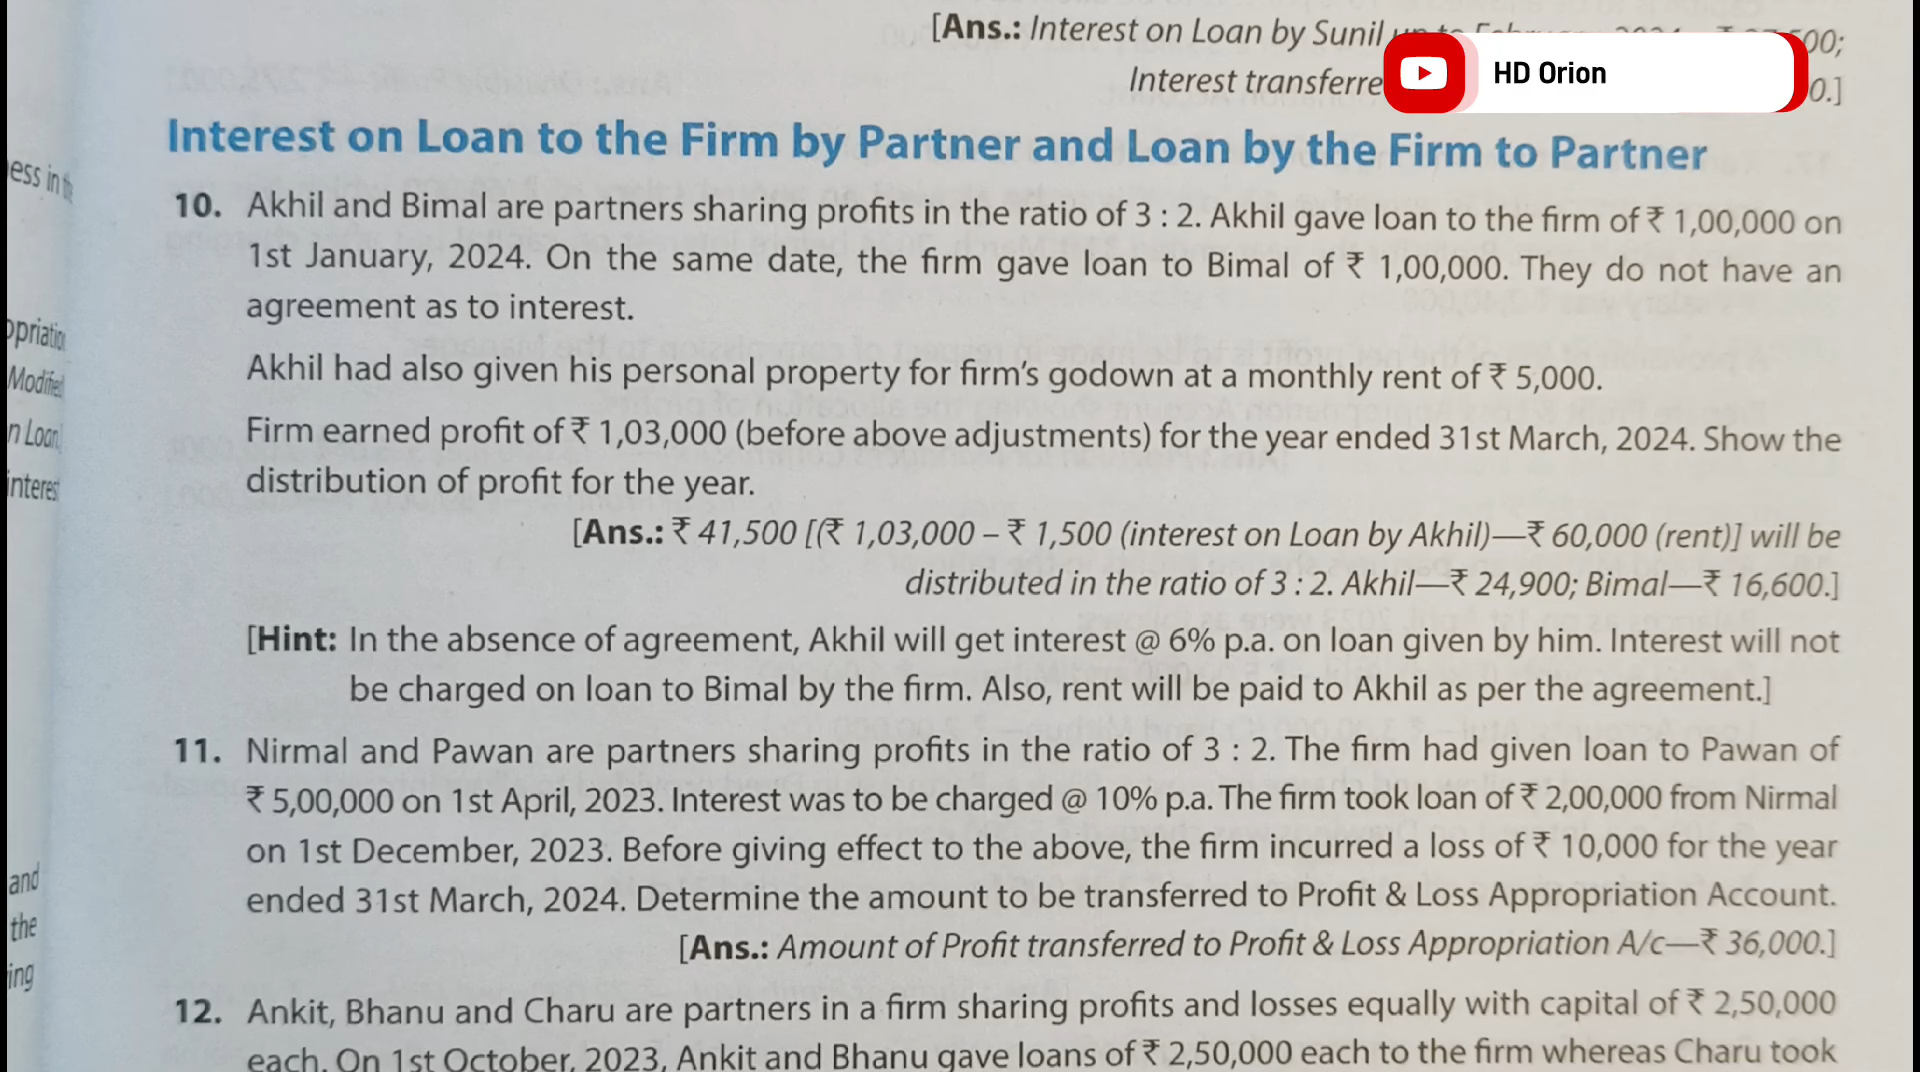 [Ans.: Interest on Loan by Sunil
00;
HD Orion
Interest transferre
0.]
Interest on Loan to the Firm by Partner and Loan by the Firm to Partner
ess in
10. Akhil and Bimal are partners sharing profits in the ratio of 3 : 2. Akhil gave loan to the firm of ₹ 1,00,000 on
1st January, 2024. On the same date, the firm gave loan to Bimal of ₹ 1,00,000. They do not have an
agreement as to interest.
opriation
Modified
Akhil had also given his personal property for firm's godown at a monthly rent of ₹ 5,000.
n Loan
Firm earned profit of ₹ 1,03,000 (before above adjustments) for the year ended 31st March, 2024. Show the
interest
distribution of profit for the year.
[Ans.: ₹ 41,500 [(₹ 1,03,000 – ₹ 1,500 (interest on Loan by Akhil)—₹ 60,000 (rent)] will be
distributed in the ratio of 3 : 2. Akhil—₹ 24,900; Bimal—₹ 16,600.]
[Hint: In the absence of agreement, Akhil will get interest @ 6% p.a. on loan given by him. Interest will not
be charged on loan to Bimal by the firm. Also, rent will be paid to Akhil as per the agreement.]
11. Nirmal and Pawan are partners sharing profits in the ratio of 3 : 2. The firm had given loan to Pawan of
₹ 5,00,000 on 1st April, 2023. Interest was to be charged @ 10% p.a. The firm took loan of ₹ 2,00,000 from Nirmal
on 1st December, 2023. Before giving effect to the above, the firm incurred a loss of ₹ 10,000 for the year
and
ended 31st March, 2024. Determine the amount to be transferred to Profit & Loss Appropriation Account.
the
[Ans.: Amount of Profit transferred to Profit & Loss Appropriation A/c—₹ 36,000.]
ing
12. Ankit, Bhanu and Charu are partners in a firm sharing profits and losses equally with capital of ₹ 2,50,000
each. On 1st October, 2023, Ankit and Bhanu gave loans of ₹ 2,50,000 each to the firm whereas Charu took